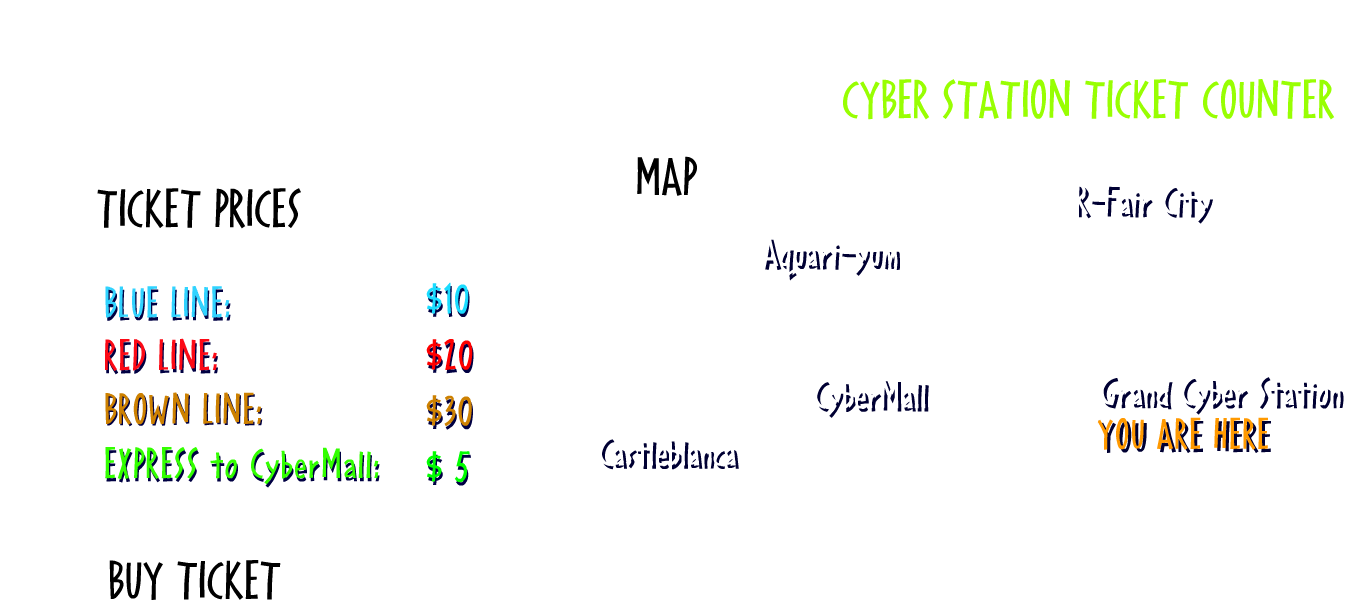 CYBER STATION TICKET COUNTER
TICKET PRICES
BLUE LINE: $10
RED LINE: $20
BROWN LINE: $30
EXPRESS to CyberMall: $ 5
BUY TICKET
MAP
R-Fair City
Aquari-yum
CyberMall
Grand Cyber Station
YOU ARE HERE
Castleblanca